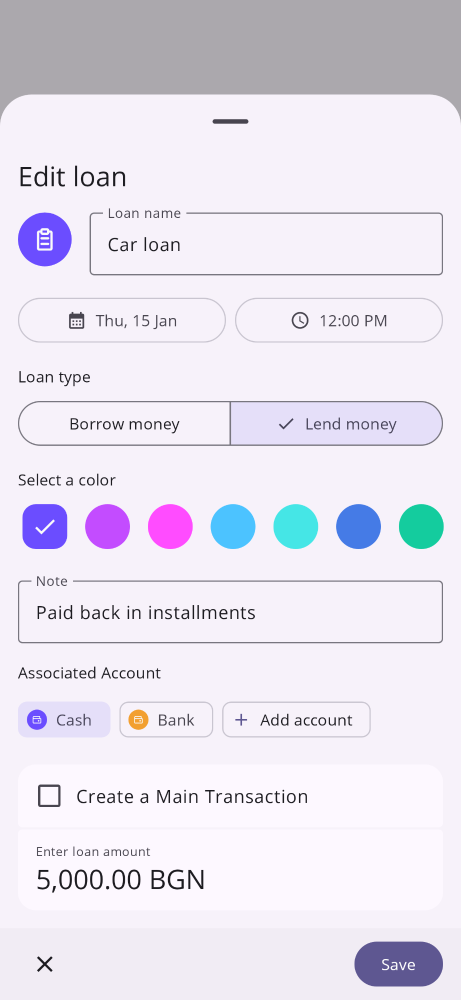 Edit loan
Loan name
Car loan
Thu, 15 Jan
12:00 PM
Loan type
Borrow money
Lend money
Select a color
Note
Paid back in installments
Associated Account
Cash
Bank
Add account
Create a Main Transaction
Enter loan amount
5,000.00 BGN
Save